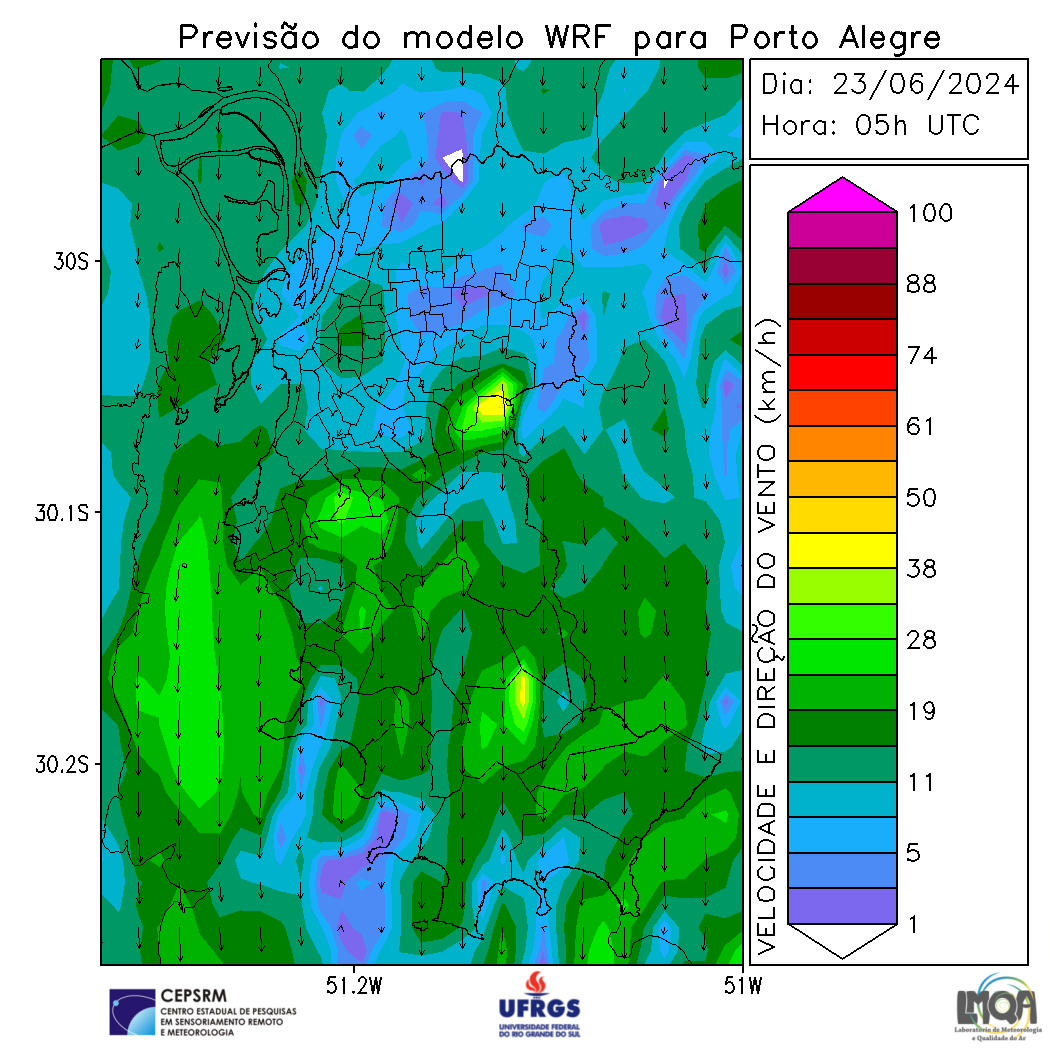 Previsão do modelo WRF para Porto Alegre
Dia: 23/06/2024
Hora: 05h UTC
30S
30.1S
30.2S
51.2W
51W
VELOCIDADE E DIREÇÃO DO VENTO (km/h)
100
88
74
61
50
38
28
19
11
5
1
CEPSRM
CENTRO ESTADUAL DE PESQUISAS
EM SENSORIAMENTO REMOTO
E METEOROLOGIA
UFRGS
UNIVERSIDADE FEDERAL
DO RIO GRANDE DO SUL
LMQA
Laboratório de Meteorologia
e Qualidade do Ar